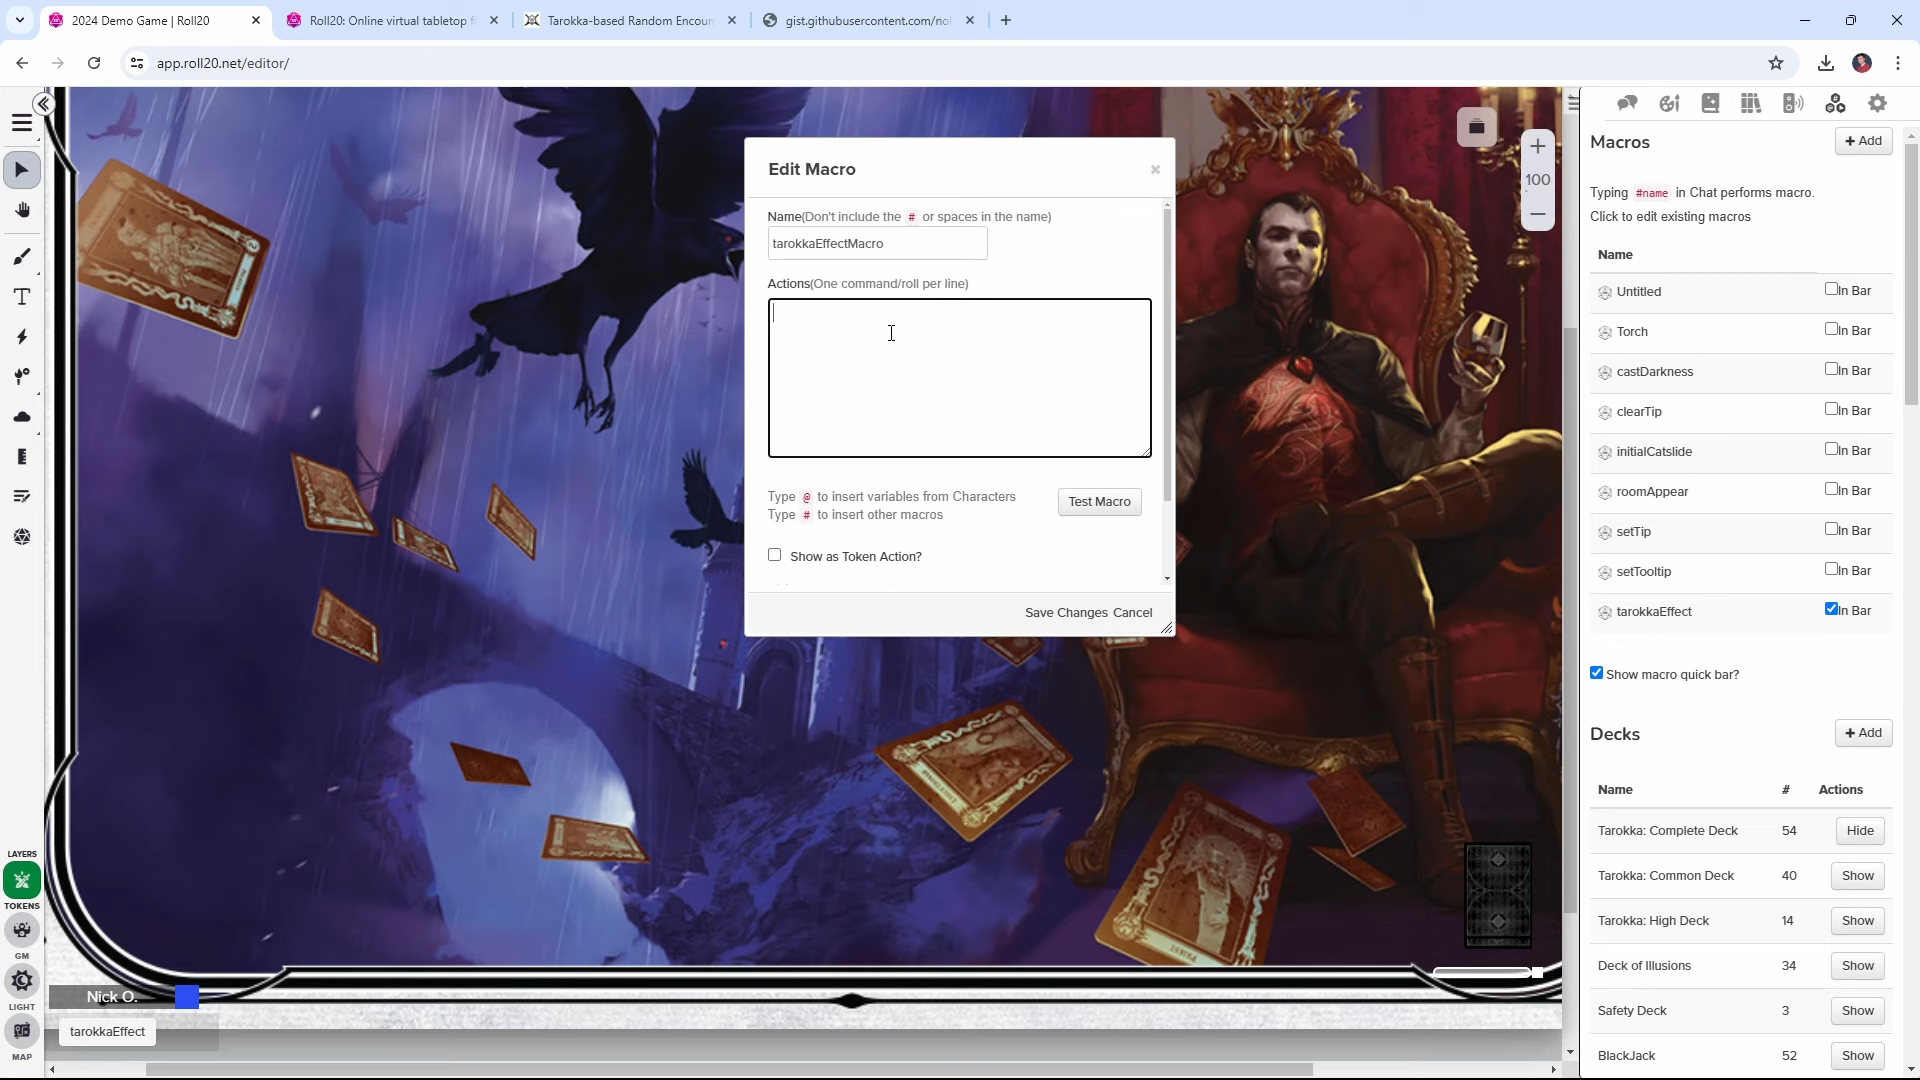 2024 Demo Game | Roll20
Roll20: Online virtual tabletop f
Tarokka-based Random Encoun
gist.githubusercontent.com/no
app.roll20.net/editor/
Edit Macro
Name(Don't include the # or spaces in the name)
tarokkaEffectMacro
Actions(One command/roll per line)
Type @ to insert variables from Characters
Type # to insert other macros
Test Macro
Show as Token Action?
Save Changes Cancel
100
Macros
+ Add
Typing #name in Chat performs macro.
Click to edit existing macros
Name
Untitled In Bar
Torch In Bar
castDarkness In Bar
clearTip In Bar
initialCatslide In Bar
roomAppear In Bar
setTip In Bar
setTooltip In Bar
tarokkaEffect In Bar
Show macro quick bar?
Decks
+ Add
Name # Actions
Tarokka: Complete Deck 54 Hide
Tarokka: Common Deck 40 Show
Tarokka: High Deck 14 Show
Deck of Illusions 34 Show
Safety Deck 3 Show
BlackJack 52 Show
LAYERS
TOKENS
GM
LIGHT
MAP
Nick O.
tarokkaEffect